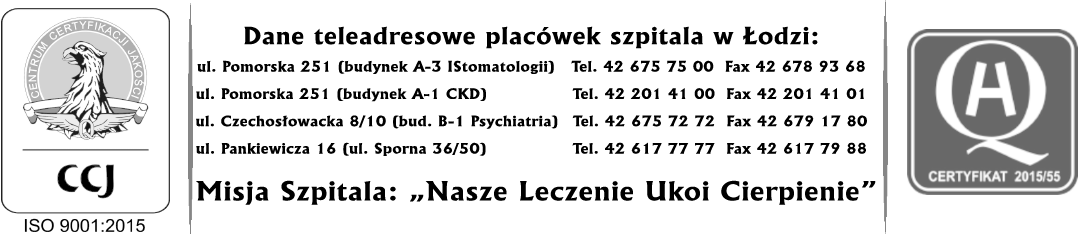 CENTRUM CERTYFIKACJI JAKOŚCI
CCJ
ISO 9001:2015
Dane teleadresowe placówek szpitala w Łodzi:
ul. Pomorska 251 (budynek A-3 IStomatologii) Tel. 42 675 75 00 Fax 42 678 93 68
ul. Pomorska 251 (budynek A-1 CKD) Tel. 42 201 41 00 Fax 42 201 41 01
ul. Czechosłowacka 8/10 (bud. B-1 Psychiatria) Tel. 42 675 72 72 Fax 42 679 17 80
ul. Pankiewicza 16 (ul. Sporna 36/50) Tel. 42 617 77 77 Fax 42 617 79 88
Misja Szpitala: „Nasze Leczenie Ukoi Cierpienie”
AHQ
CERTYFIKAT 2015/55